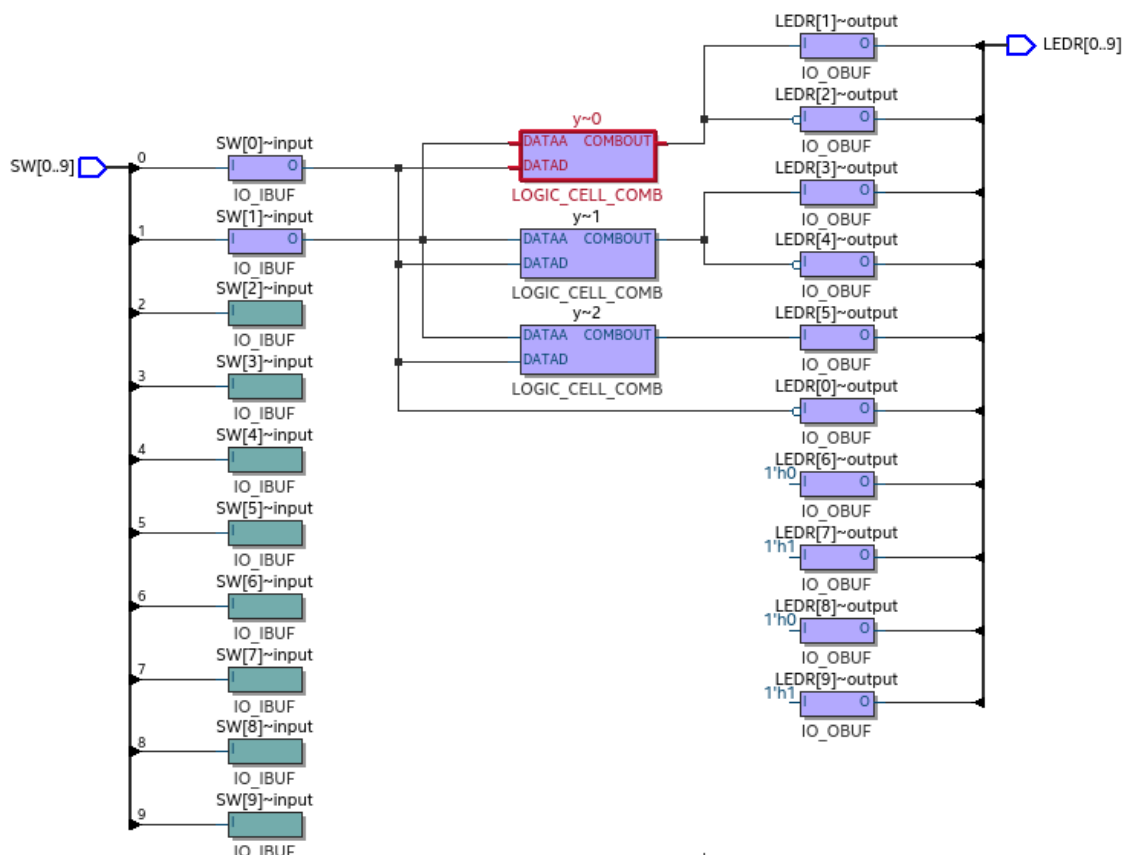 SW[0..9]
0
SW[0]~input
I O
IO_IBUF
1
SW[1]~input
I O
IO_IBUF
2
SW[2]~input
I
IO_IBUF
3
SW[3]~input
I
IO_IBUF
4
SW[4]~input
I
IO_IBUF
5
SW[5]~input
I
IO_IBUF
6
SW[6]~input
I
IO_IBUF
7
SW[7]~input
I
IO_IBUF
8
SW[8]~input
I
IO_IBUF
9
SW[9]~input
I
IO_IBUF
y~0
DATAA COMBOUT
DATAD
LOGIC_CELL_COMB
y~1
DATAA COMBOUT
DATAD
LOGIC_CELL_COMB
y~2
DATAA COMBOUT
DATAD
LOGIC_CELL_COMB
LEDR[1]~output
I O
IO_OBUF
LEDR[2]~output
I O
IO_OBUF
LEDR[3]~output
I O
IO_OBUF
LEDR[4]~output
I O
IO_OBUF
LEDR[5]~output
I O
IO_OBUF
LEDR[0]~output
I O
IO_OBUF
LEDR[6]~output
1'h0
I O
IO_OBUF
LEDR[7]~output
1'h1
I O
IO_OBUF
LEDR[8]~output
1'h0
I O
IO_OBUF
LEDR[9]~output
1'h1
I O
IO_OBUF
LEDR[0..9]